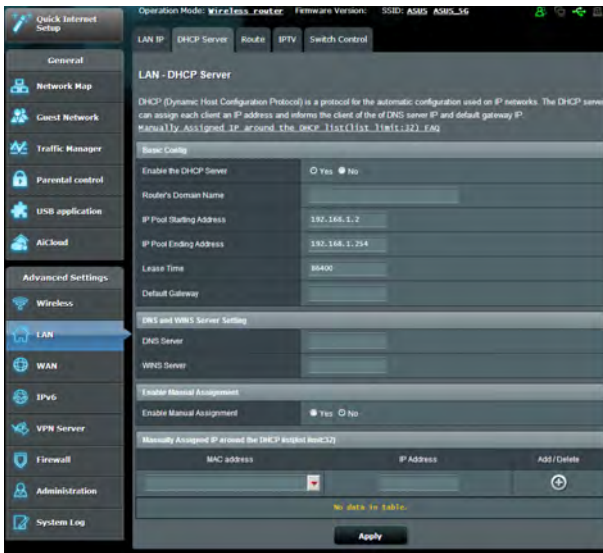 Quick Internet
Setup
Operation Mode: Wireless router Firmware Version: SSID: ASUS ASUS_5G
LAN IP DHCP Server Route IPTV Switch Control
General
Network Map
Guest Network
Traffic Manager
Parental control
USB application
AiCloud
Advanced Settings
Wireless
LAN
WAN
IPv6
VPN Server
Firewall
Administration
System Log
LAN - DHCP Server
DHCP (Dynamic Host Configuration Protocol) is a protocol for the automatic configuration used on IP networks. The DHCP server
can assign each client an IP address and informs the client of the of DNS server IP and default gateway IP.
Manually Assigned IP around the DHCP list(list limit:32) FAQ
Basic Config
Enable the DHCP Server Yes No
Router's Domain Name
IP Pool Starting Address 192.168.1.2
IP Pool Ending Address 192.168.1.254
Lease Time 86400
Default Gateway
DNS and WINS Server Setting
DNS Server
WINS Server
Enable Manual Assignment
Enable Manual Assignment Yes No
Manually Assigned IP around the DHCP list(list limit:32)
MAC address IP Address Add / Delete
No data in table.
Apply